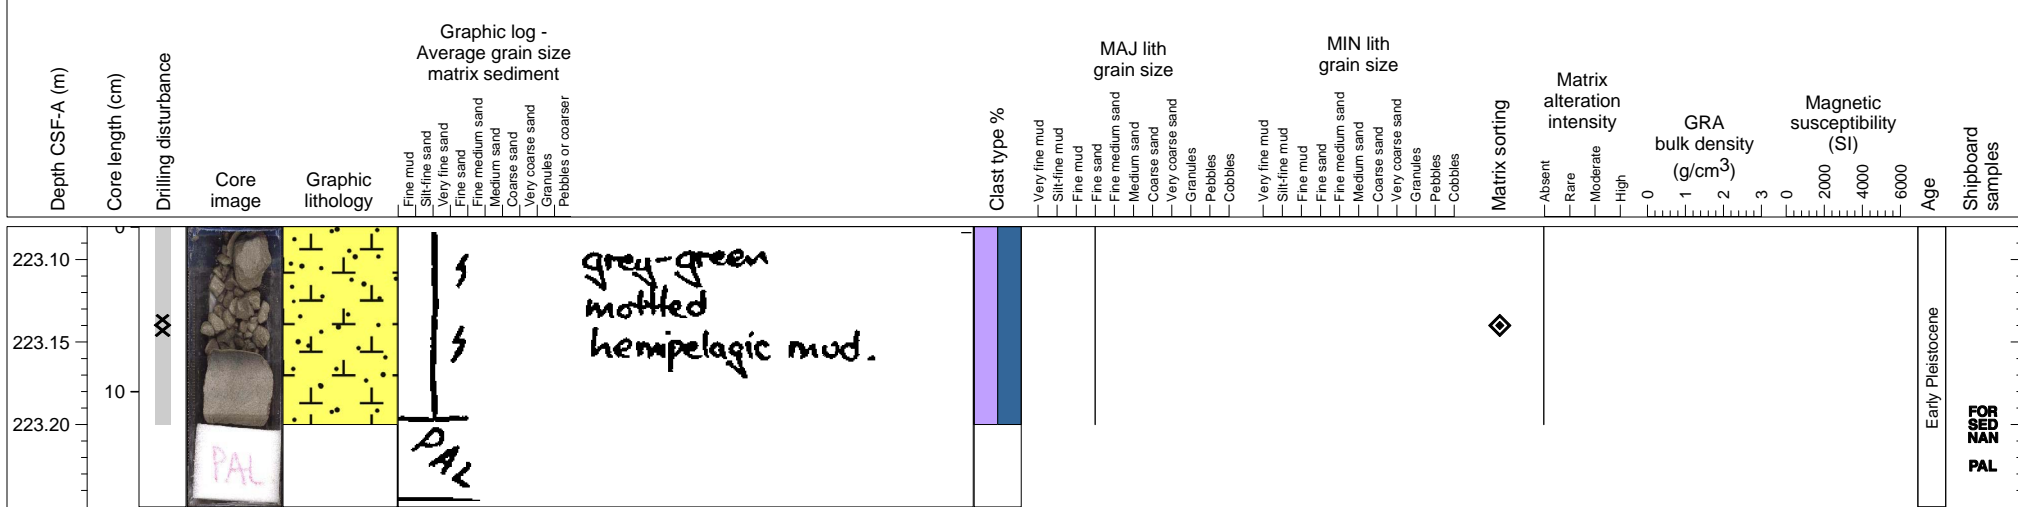 Depth CSF-A (m)
Core length (cm)
Drilling disturbance
Core
image
Graphic
lithology
Graphic log -
Average grain size
matrix sediment
Fine mud
Silt-fine sand
Very fine sand
Fine sand
Fine medium sand
Medium sand
Coarse sand
Very coarse sand
Granules
Pebbles or coarser
Clast type %
MAJ lith
grain size
Very fine mud
Silt-fine mud
Fine mud
Fine sand
Fine medium sand
Medium sand
Coarse sand
Very coarse sand
Granules
Pebbles
Cobbles
MIN lith
grain size
Very fine mud
Silt-fine mud
Fine mud
Fine sand
Fine medium sand
Medium sand
Coarse sand
Very coarse sand
Granules
Pebbles
Cobbles
Matrix sorting
Matrix
alteration
intensity
Absent
Rare
Moderate
High
GRA
bulk density
(g/cm3)
0 1 2 3
Magnetic
susceptibility
(SI)
0 2000 4000 6000
Age
Shipboard
samples
0
223.10
223.15
10
223.20
grey-green
mottled
hemipelagic mud.
PAL
PAL
Early Pleistocene
FOR
SED
NAN
PAL